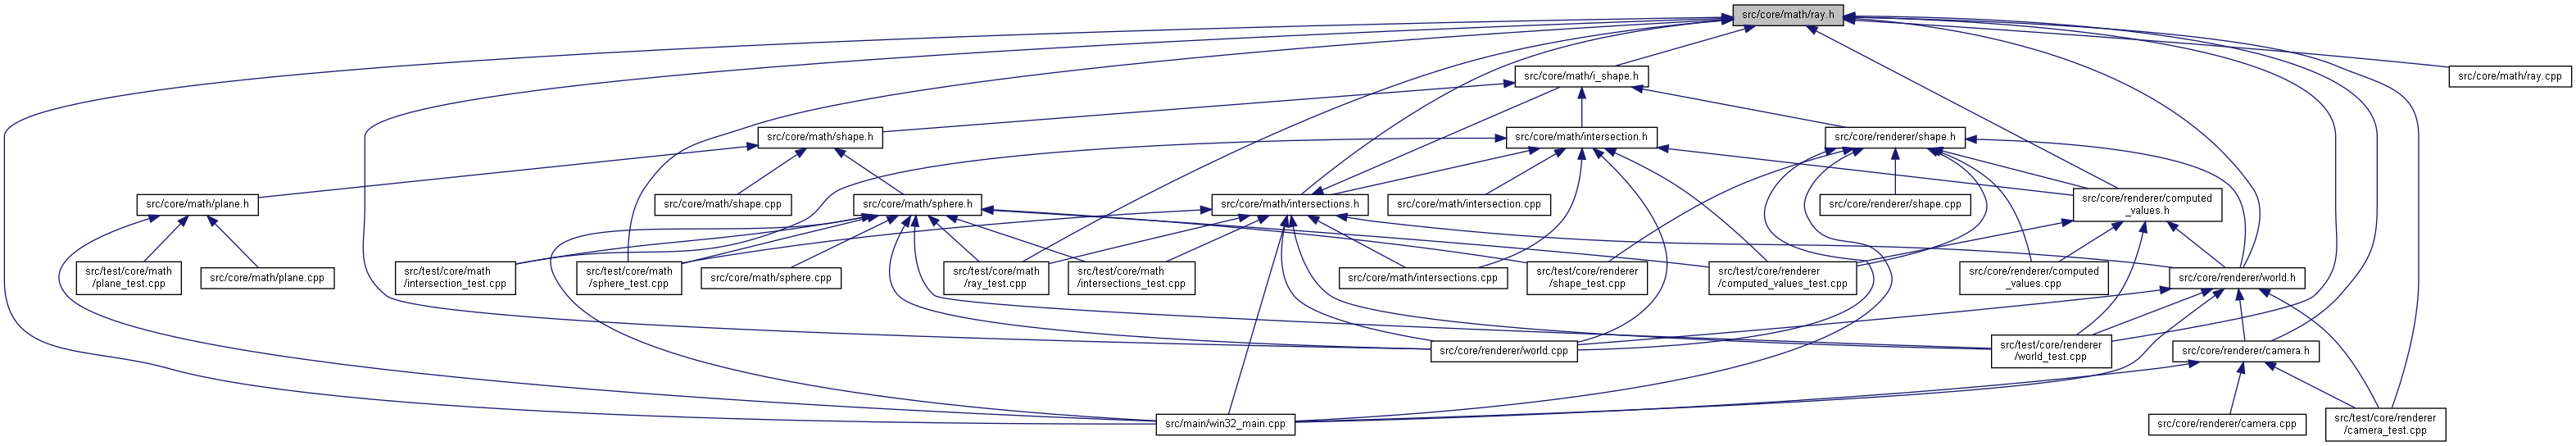 src/core/math/ray.h
src/core/math/i_shape.h
src/core/math/ray.cpp
src/core/math/shape.h
src/core/math/intersection.h
src/core/renderer/shape.h
src/core/math/plane.h
src/core/math/shape.cpp
src/core/math/sphere.h
src/core/math/intersections.h
src/core/math/intersection.cpp
src/core/renderer/shape.cpp
src/core/renderer/computed
_values.h
src/test/core/math
/plane_test.cpp
src/core/math/plane.cpp
src/test/core/math
/intersection_test.cpp
src/test/core/math
/sphere_test.cpp
src/core/math/sphere.cpp
src/test/core/math
/ray_test.cpp
src/test/core/math
/intersections_test.cpp
src/core/math/intersections.cpp
src/test/core/renderer
/shape_test.cpp
src/test/core/renderer
/computed_values_test.cpp
src/core/renderer/computed
_values.cpp
src/core/renderer/world.h
src/core/renderer/world.cpp
src/test/core/renderer
/world_test.cpp
src/core/renderer/camera.h
src/main/win32_main.cpp
src/core/renderer/camera.cpp
src/test/core/renderer
/camera_test.cpp